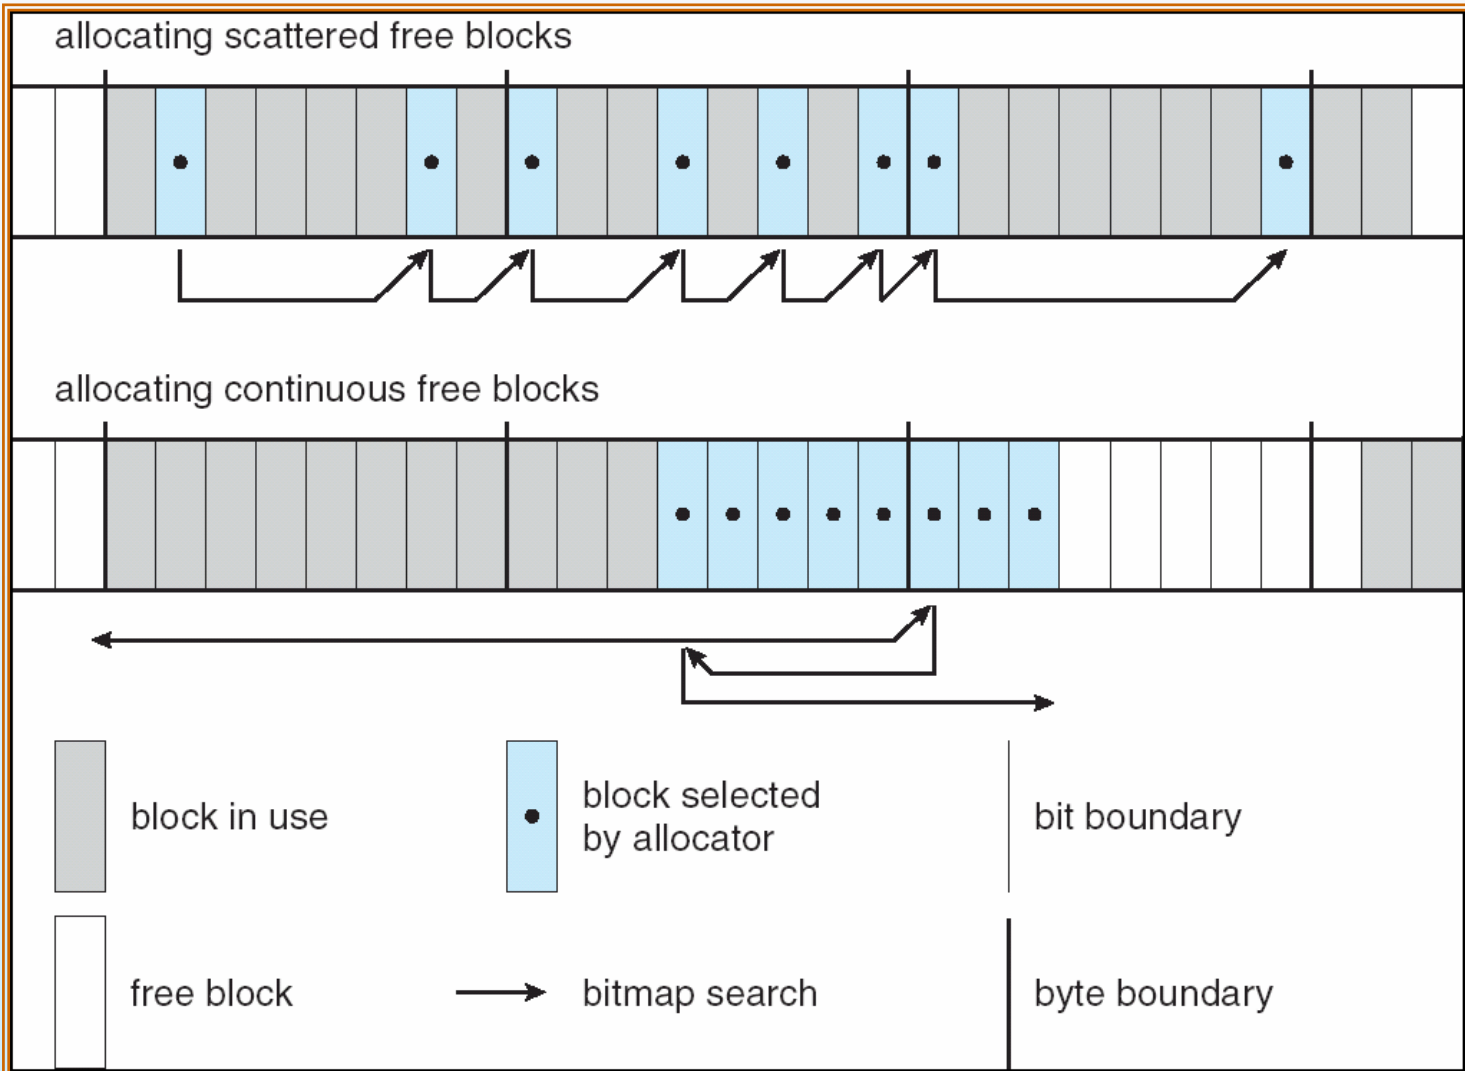 allocating scattered free blocks
allocating continuous free blocks
block in use
block selected
by allocator
bit boundary
free block
bitmap search
byte boundary